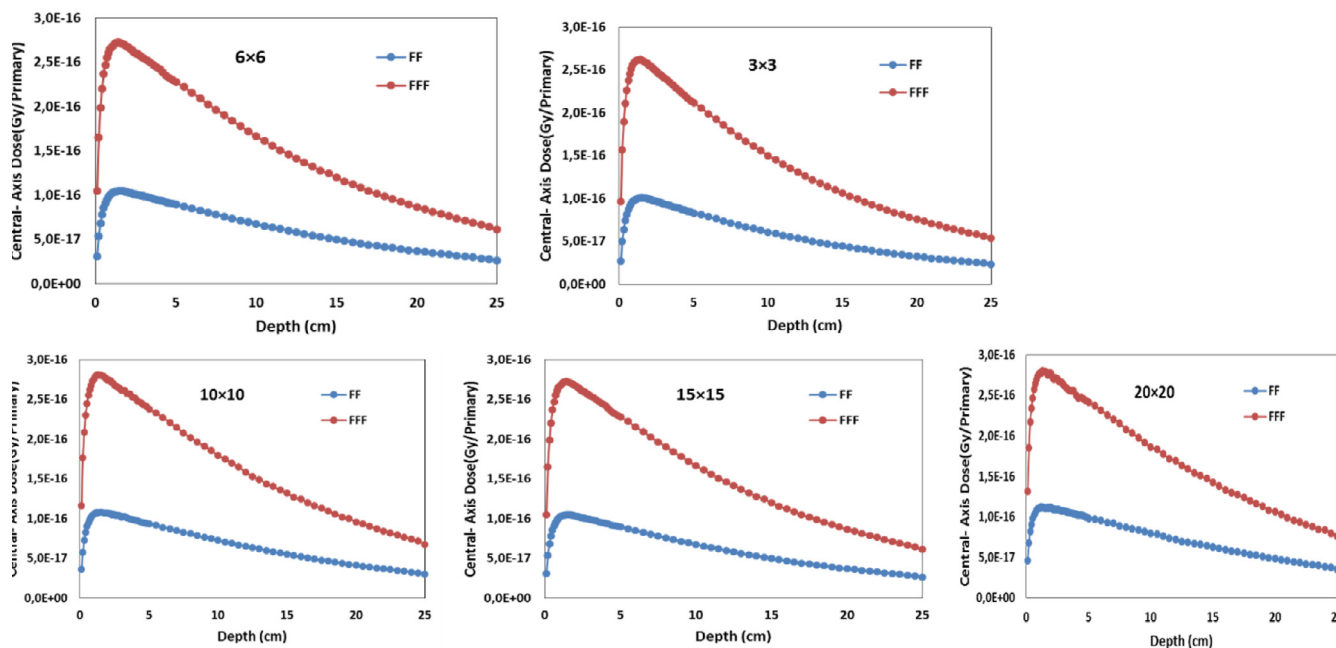 3,0E-16
2,5E-16
2,0E-16
1,5E-16
1,0E-16
5,0E-17
0,0E+00
Central- Axis Dose(Gy/Primary)
6×6
FF
FFF
0 5 10 15 20 25
Depth (cm)
3,0E-16
2,5E-16
2,0E-16
1,5E-16
1,0E-16
5,0E-17
0,0E+00
Central- Axis Dose(Gy/Primary)
3×3
FF
FFF
0 5 10 15 20 25
Depth (cm)
3,0E-16
2,5E-16
2,0E-16
1,5E-16
1,0E-16
5,0E-17
0,0E+00
Central- Axis Dose(Gy/Primary)
10×10
FF
FFF
0 5 10 15 20 25
Depth (cm)
3,0E-16
2,5E-16
2,0E-16
1,5E-16
1,0E-16
5,0E-17
0,0E+00
Central- Axis Dose(Gy/Primary)
15×15
FF
FFF
0 5 10 15 20 25
Depth (cm)
3,0E-16
2,5E-16
2,0E-16
1,5E-16
1,0E-16
5,0E-17
0,0E+00
Central- Axis Dose(Gy/Primary)
20×20
FF
FFF
0 5 10 15 20 25
Depth (cm)